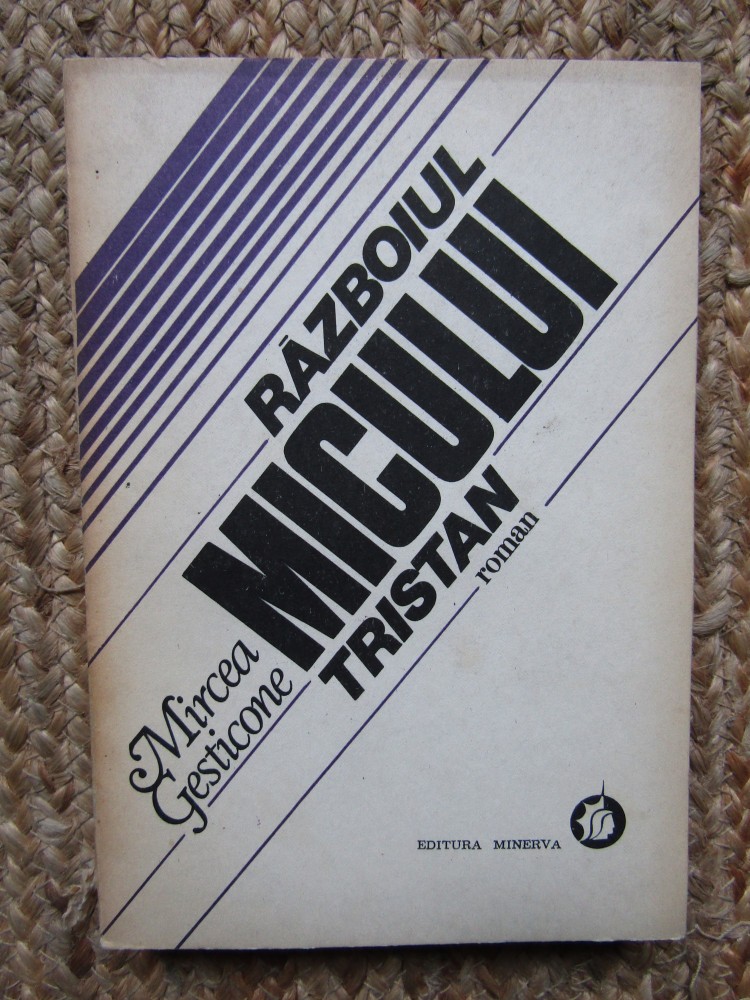 RĂZBOIUL
MICULUI
TRISTAN
roman
Mircea
Gesticone
EDITURA MINERVA